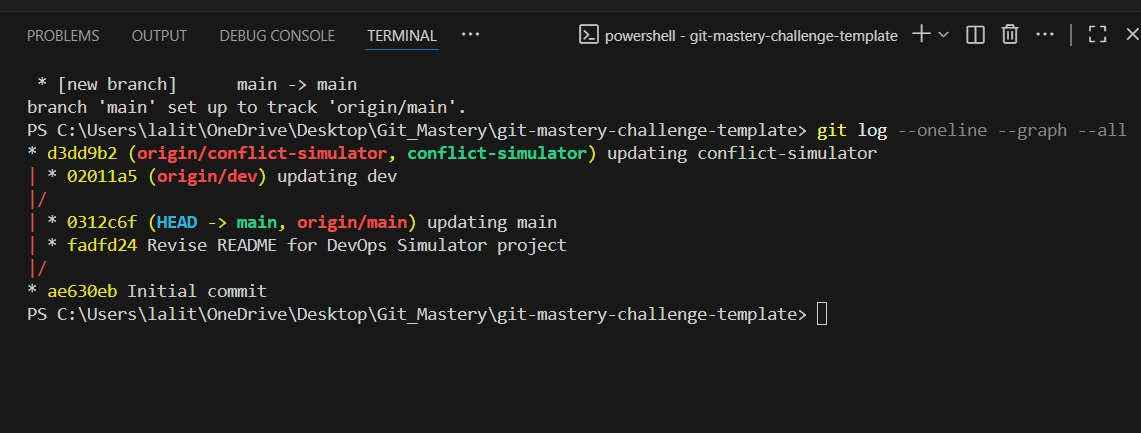 PROBLEMS OUTPUT DEBUG CONSOLE TERMINAL ··· powershell - git-mastery-challenge-template
 * [new branch]      main -> main
branch 'main' set up to track 'origin/main'.
PS C:\Users\lalit\OneDrive\Desktop\Git_Mastery\git-mastery-challenge-template> git log --oneline --graph --all
* d3dd9b2 (origin/conflict-simulator, conflict-simulator) updating conflict-simulator
| * 02011a5 (origin/dev) updating dev
|/
| * 0312c6f (HEAD -> main, origin/main) updating main
| * fadfd24 Revise README for DevOps Simulator project
|/
* ae630eb Initial commit
PS C:\Users\lalit\OneDrive\Desktop\Git_Mastery\git-mastery-challenge-template>